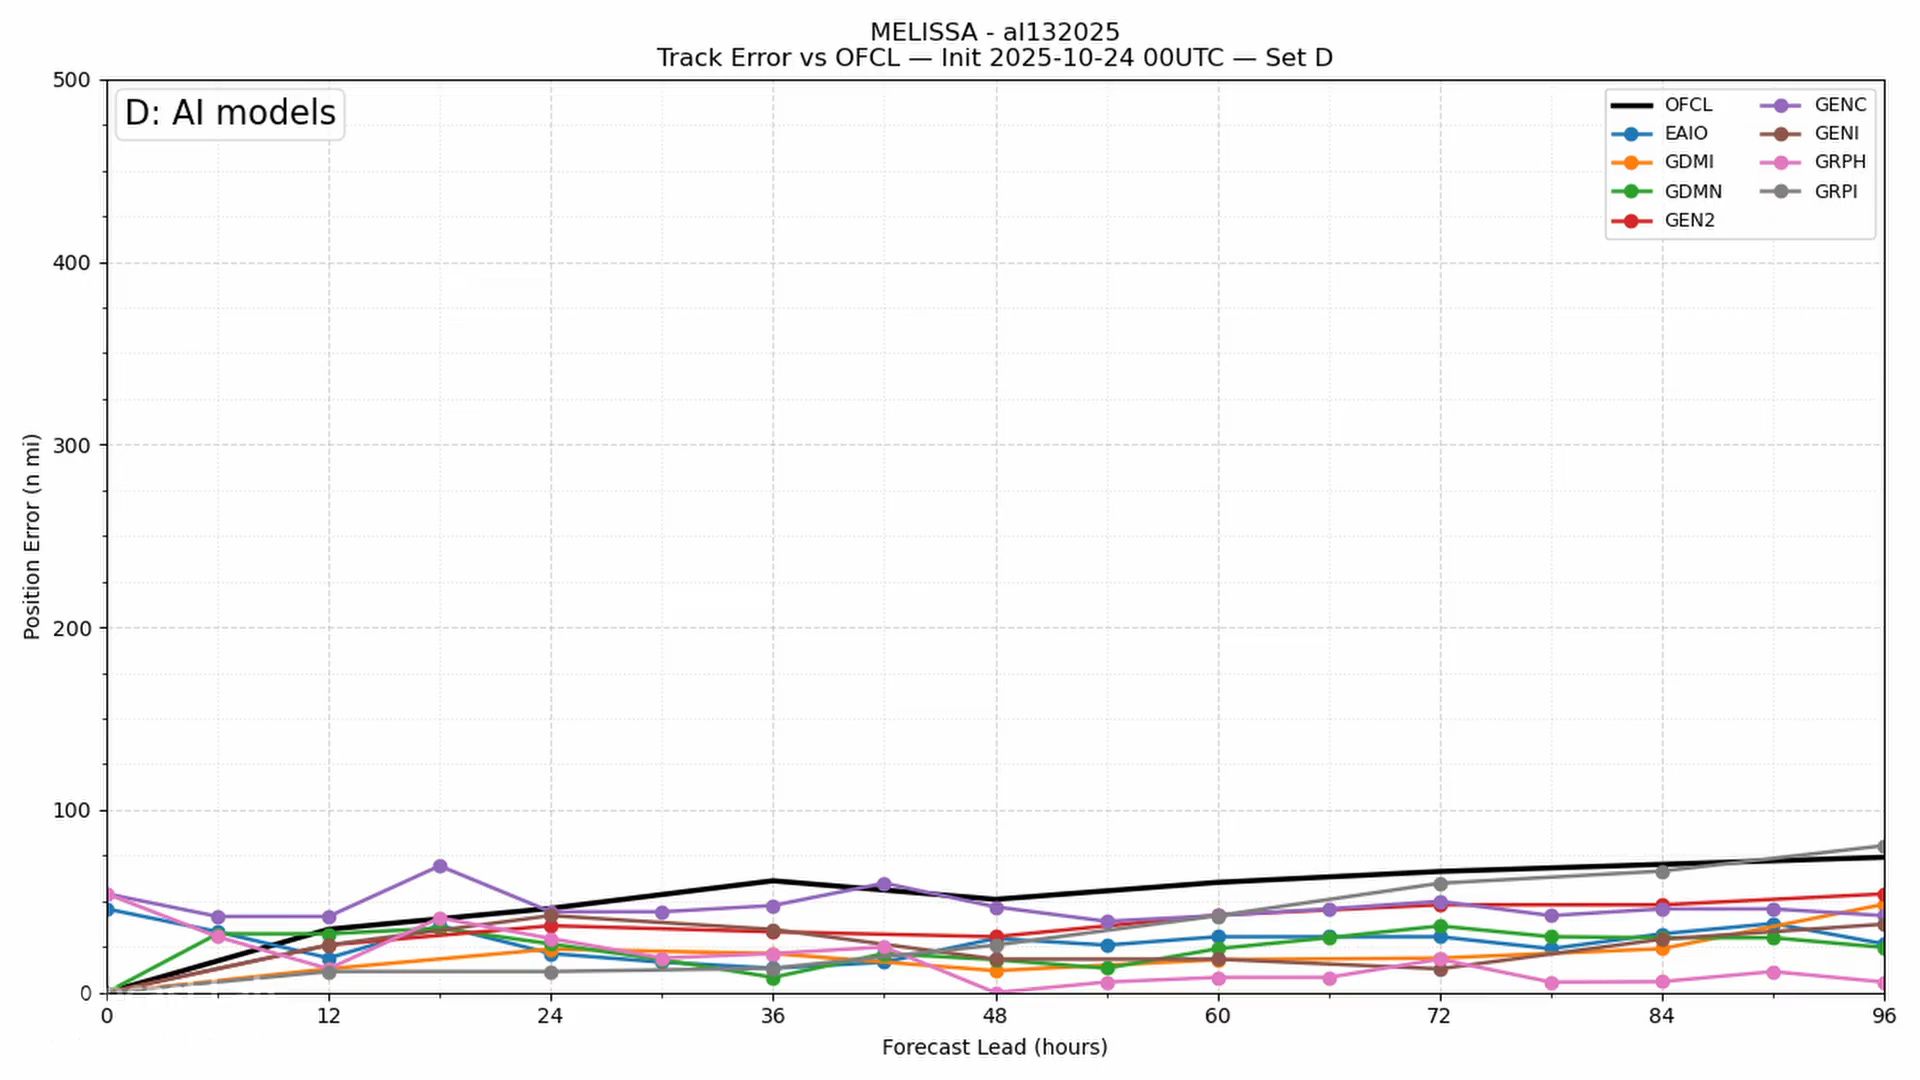 MELISSA - al132025
Track Error vs OFCL — Init 2025-10-24 00UTC — Set D
D: AI models
OFCL
EAIO
GDMI
GDMN
GEN2
GENC
GENI
GRPH
GRPI
Position Error (n mi)
500
400
300
200
100
0
0 12 24 36 48 60 72 84 96
Forecast Lead (hours)